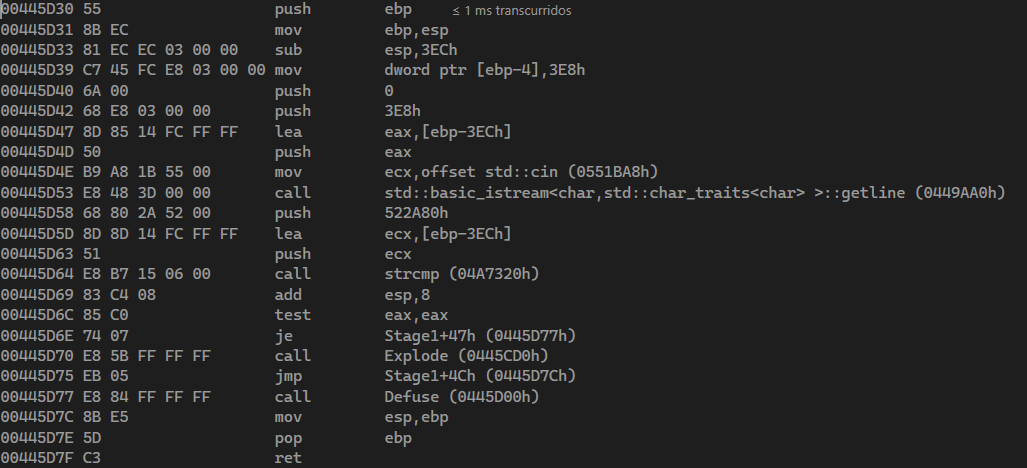 00445D30 55 push ebp ≤ 1 ms transcurridos
00445D31 8B EC mov ebp,esp
00445D33 81 EC EC 03 00 00 sub esp,3ECh
00445D39 C7 45 FC E8 03 00 00 mov dword ptr [ebp-4],3E8h
00445D40 6A 00 push 0
00445D42 68 E8 03 00 00 push 3E8h
00445D47 8D 85 14 FC FF FF lea eax,[ebp-3ECh]
00445D4D 50 push eax
00445D4E B9 A8 1B 55 00 mov ecx,offset std::cin (0551BA8h)
00445D53 E8 48 3D 00 00 call std::basic_istream<char,std::char_traits<char> >::getline (0449AA0h)
00445D58 68 80 2A 52 00 push 522A80h
00445D5D 8D 8D 14 FC FF FF lea ecx,[ebp-3ECh]
00445D63 51 push ecx
00445D64 E8 B7 15 06 00 call strcmp (04A7320h)
00445D69 83 C4 08 add esp,8
00445D6C 85 C0 test eax,eax
00445D6E 74 07 je Stage1+47h (0445D77h)
00445D70 E8 5B FF FF FF call Explode (0445CD0h)
00445D75 EB 05 jmp Stage1+4Ch (0445D7Ch)
00445D77 E8 84 FF FF FF call Defuse (0445D00h)
00445D7C 8B E5 mov esp,ebp
00445D7E 5D pop ebp
00445D7F C3 ret